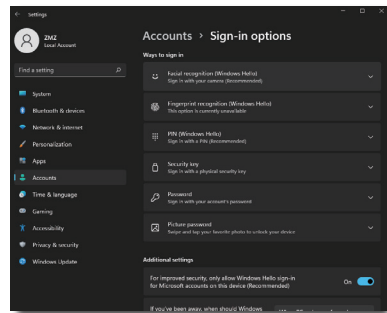 Settings
ZMZ
Local Account
Find a setting
System
Bluetooth & devices
Network & internet
Personalization
Apps
Accounts
Time & language
Gaming
Accessibility
Privacy & security
Windows Update
Accounts > Sign-in options
Ways to sign in
Facial recognition (Windows Hello)
Sign in with your camera (Recommended)
Fingerprint recognition (Windows Hello)
This option is currently unavailable
PIN (Windows Hello)
Sign in with a PIN (Recommended)
Security key
Sign in with a physical security key
Password
Sign in with your account's password
Picture password
Swipe and tap your favorite photo to unlock your device
Additional settings
For improved security, only allow Windows Hello sign-in
for Microsoft accounts on this device (Recommended)
On
If you've been away, when should Windows